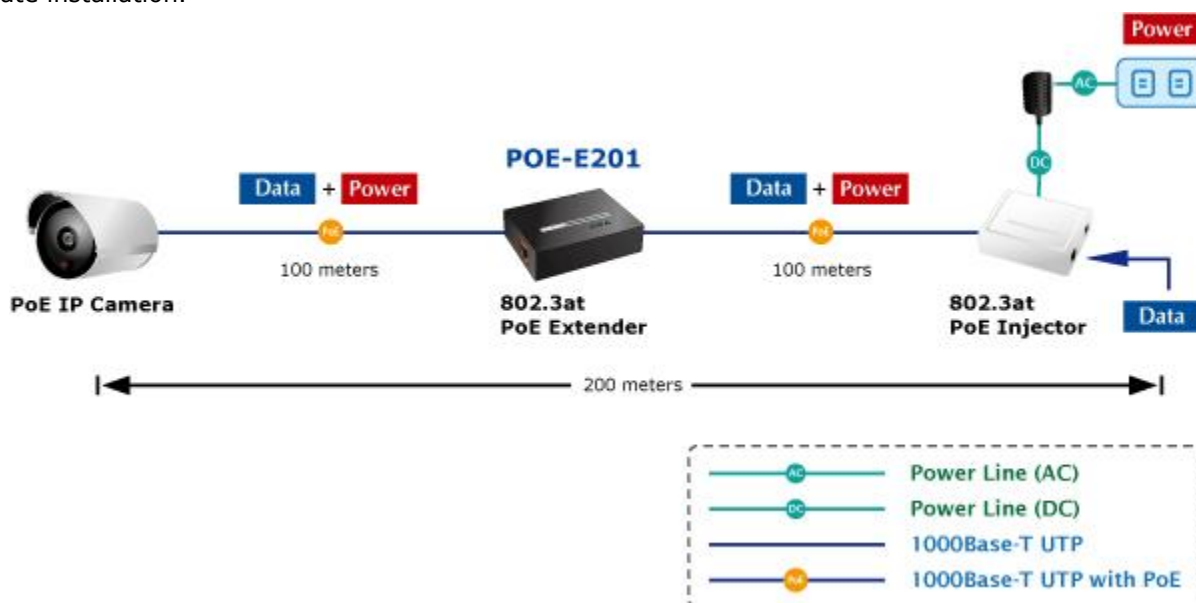 ate installation.
Power
AC
POE-E201
DC
Data + Power
Data + Power
PoE
PoE
100 meters
100 meters
PoE IP Camera
802.3at
PoE Extender
802.3at
PoE Injector
Data
200 meters
AC Power Line (AC)
DC Power Line (DC)
1000Base-T UTP
PoE 1000Base-T UTP with PoE